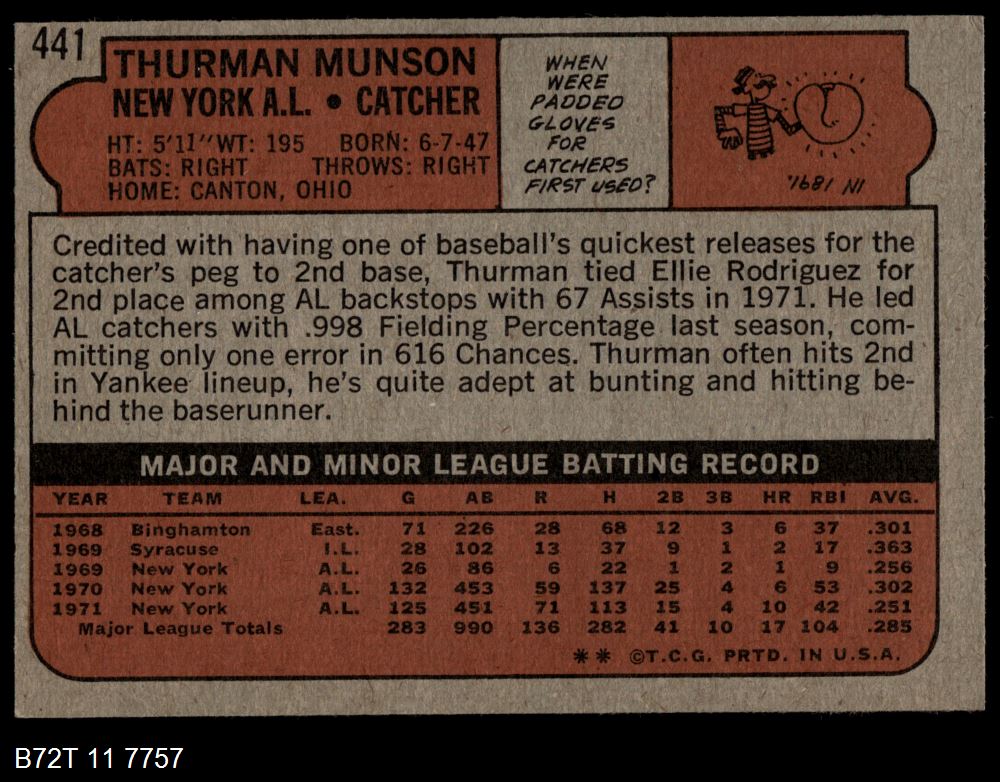 441
THURMAN MUNSON
NEW YORK A.L. • CATCHER
HT: 5'11" WT: 195 BORN: 6-7-47
BATS: RIGHT THROWS: RIGHT
HOME: CANTON, OHIO
WHEN
WERE
PADDED
GLOVES
FOR
CATCHERS
FIRST USED?
IN 1891.
Credited with having one of baseball's quickest releases for the
catcher's peg to 2nd base, Thurman tied Ellie Rodriguez for
2nd place among AL backstops with 67 Assists in 1971. He led
AL catchers with .998 Fielding Percentage last season, com-
mitting only one error in 616 Chances. Thurman often hits 2nd
in Yankee lineup, he's quite adept at bunting and hitting be-
hind the baserunner.
MAJOR AND MINOR LEAGUE BATTING RECORD
YEAR TEAM LEA. G AB R H 2B 3B HR RBI AVG.
1968 Binghamton East. 71 226 28 68 12 3 6 37 .301
1969 Syracuse I.L. 28 102 13 37 9 1 2 17 .363
1969 New York A.L. 26 86 6 22 1 2 1 9 .256
1970 New York A.L. 132 453 59 137 25 4 6 53 .302
1971 New York A.L. 125 451 71 113 15 4 10 42 .251
Major League Totals 283 990 136 282 41 10 17 104 .285
** ©T.C.G. PRTD. IN U.S.A.
B72T 11 7757